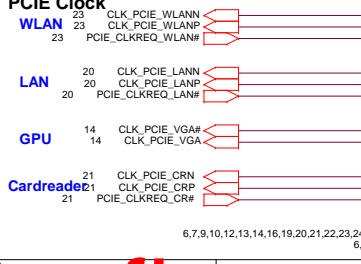 PCIE Clock
23 CLK_PCIE_WLANN
WLAN 23 CLK_PCIE_WLANP
23 PCIE_CLKREQ_WLAN#
20 CLK_PCIE_LANN
LAN 20 CLK_PCIE_LANP
20 PCIE_CLKREQ_LAN#
14 CLK_PCIE_VGA#
GPU 14 CLK_PCIE_VGA
21 CLK_PCIE_CRN
Cardreader 21 CLK_PCIE_CRP
21 PCIE_CLKREQ_CR#
6,7,9,10,12,13,14,16,19,20,21,22,23,24
6,